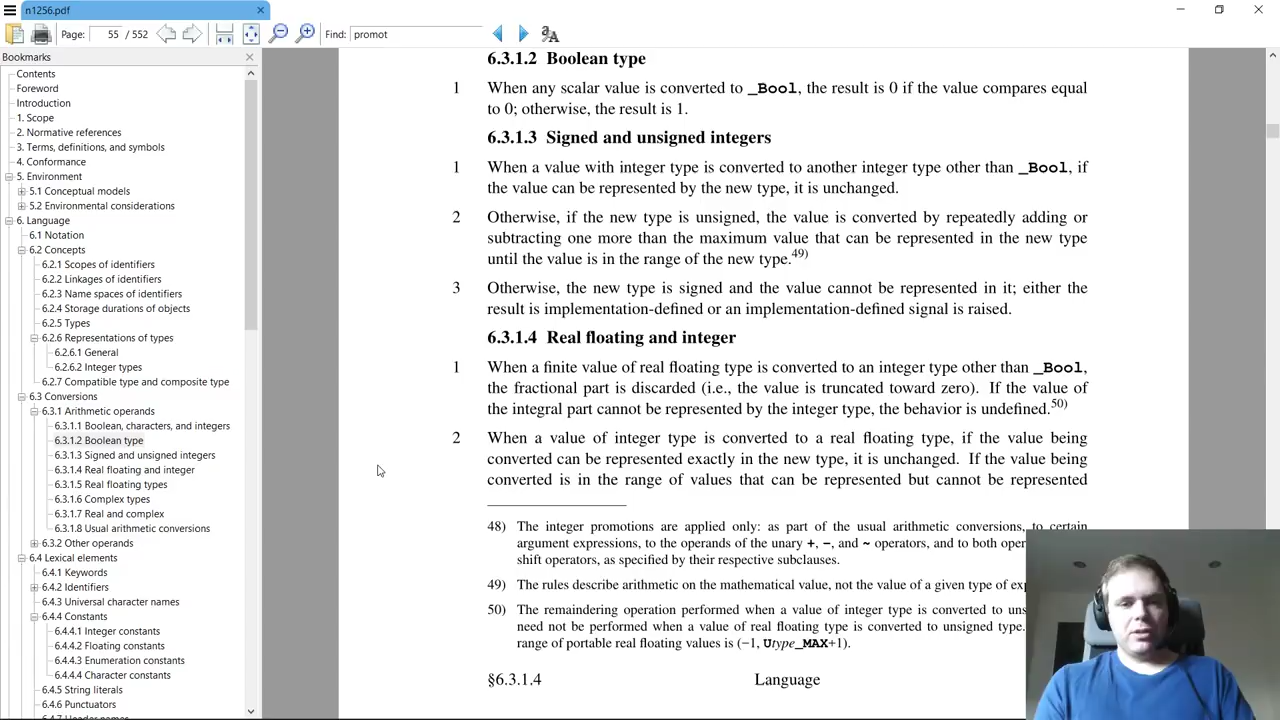 n1256.pdf
Page: 55 / 552 Find: promot
Bookmarks
Contents
Foreword
Introduction
1. Scope
2. Normative references
3. Terms, definitions, and symbols
4. Conformance
5. Environment
5.1 Conceptual models
5.2 Environmental considerations
6. Language
6.1 Notation
6.2 Concepts
6.2.1 Scopes of identifiers
6.2.2 Linkages of identifiers
6.2.3 Name spaces of identifiers
6.2.4 Storage durations of objects
6.2.5 Types
6.2.6 Representations of types
6.2.6.1 General
6.2.6.2 Integer types
6.2.7 Compatible type and composite type
6.3 Conversions
6.3.1 Arithmetic operands
6.3.1.1 Boolean, characters, and integers
6.3.1.2 Boolean type
6.3.1.3 Signed and unsigned integers
6.3.1.4 Real floating and integer
6.3.1.5 Real floating types
6.3.1.6 Complex types
6.3.1.7 Real and complex
6.3.1.8 Usual arithmetic conversions
6.3.2 Other operands
6.4 Lexical elements
6.4.1 Keywords
6.4.2 Identifiers
6.4.3 Universal character names
6.4.4 Constants
6.4.4.1 Integer constants
6.4.4.2 Floating constants
6.4.4.3 Enumeration constants
6.4.4.4 Character constants
6.4.5 String literals
6.4.6 Punctuators
6.4.7 Header names
6.3.1.2 Boolean type
1 When any scalar value is converted to _Bool, the result is 0 if the value compares equal
to 0; otherwise, the result is 1.
6.3.1.3 Signed and unsigned integers
1 When a value with integer type is converted to another integer type other than _Bool, if
the value can be represented by the new type, it is unchanged.
2 Otherwise, if the new type is unsigned, the value is converted by repeatedly adding or
subtracting one more than the maximum value that can be represented in the new type
until the value is in the range of the new type.49)
3 Otherwise, the new type is signed and the value cannot be represented in it; either the
result is implementation-defined or an implementation-defined signal is raised.
6.3.1.4 Real floating and integer
1 When a finite value of real floating type is converted to an integer type other than _Bool,
the fractional part is discarded (i.e., the value is truncated toward zero). If the value of
the integral part cannot be represented by the integer type, the behavior is undefined.50)
2 When a value of integer type is converted to a real floating type, if the value being
converted can be represented exactly in the new type, it is unchanged. If the value being
converted is in the range of values that can be represented but cannot be represented
48) The integer promotions are applied only: as part of the usual arithmetic conversions, to certain
argument expressions, to the operands of the unary +, −, and ~ operators, and to both oper
shift operators, as specified by their respective subclauses.
49) The rules describe arithmetic on the mathematical value, not the value of a given type of ex
50) The remaindering operation performed when a value of integer type is converted to uns
need not be performed when a value of real floating type is converted to unsigned type.
range of portable real floating values is (−1, Utype_MAX+1).
§6.3.1.4 Language